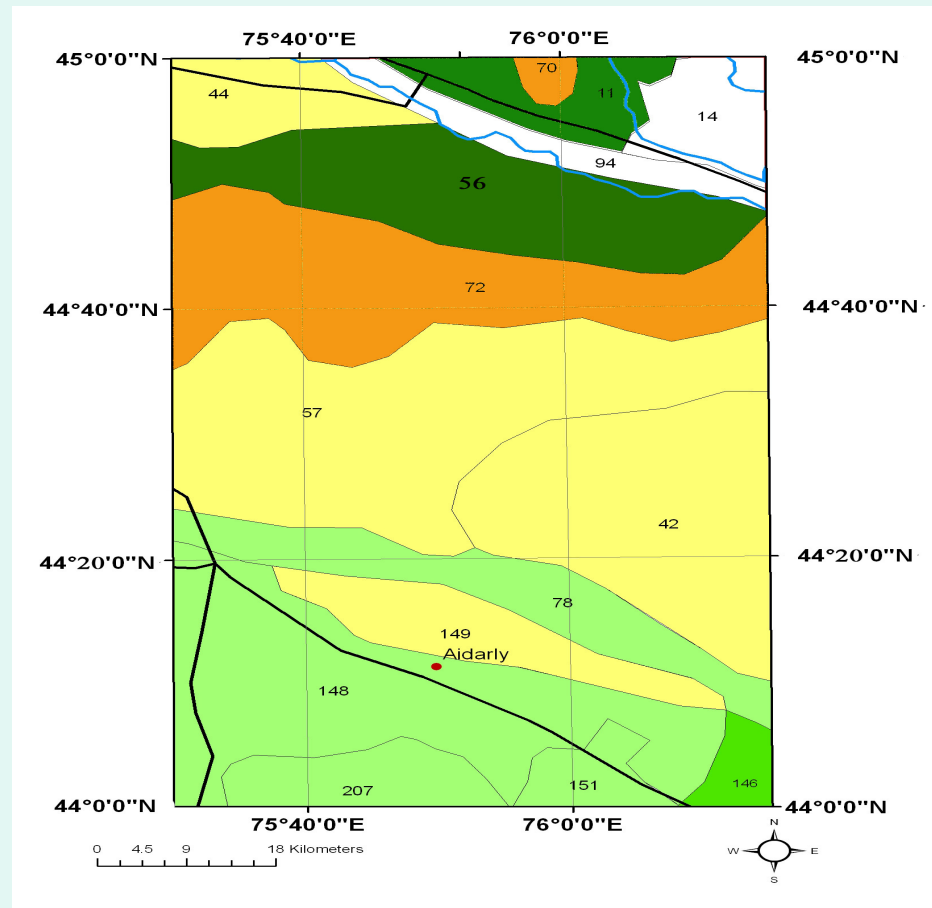 75°40'0"E 76°0'0"E
45°0'0"N 45°0'0"N
70
44 11
14
94
56
72
44°40'0"N 44°40'0"N
57
42
44°20'0"N 44°20'0"N
78
149
Aidarly
148
146
207 151
44°0'0"N 44°0'0"N
75°40'0"E 76°0'0"E
N
W E
S
0 4.5 9 18 Kilometers